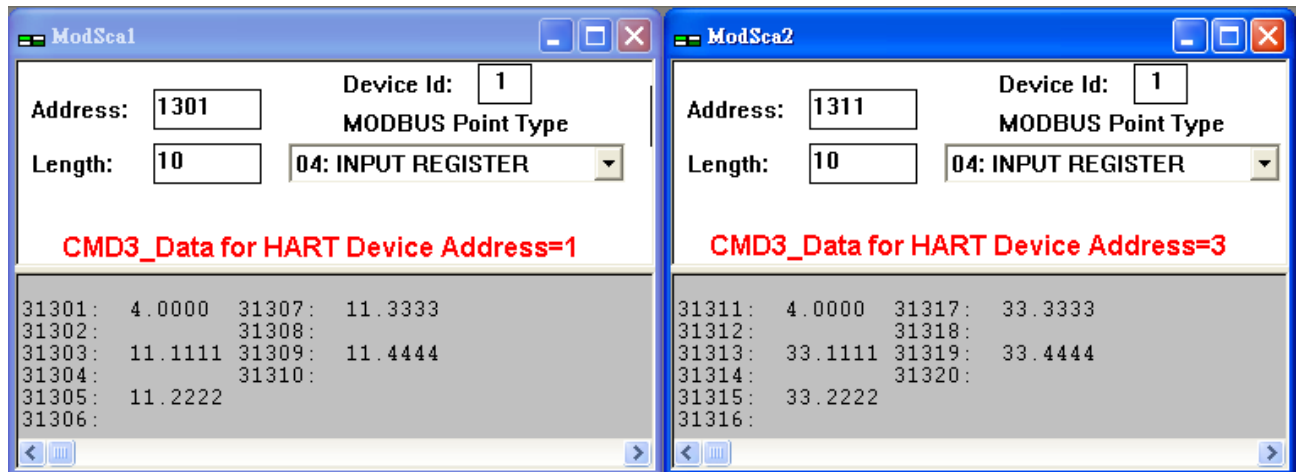 ModSca1
Device Id: 1
Address: 1301
MODBUS Point Type
Length: 10
04: INPUT REGISTER
CMD3_Data for HART Device Address=1
31301: 4.0000 31307: 11.3333
31302: 31308:
31303: 11.1111 31309: 11.4444
31304: 31310:
31305: 11.2222
31306:
ModSca2
Device Id: 1
Address: 1311
MODBUS Point Type
Length: 10
04: INPUT REGISTER
CMD3_Data for HART Device Address=3
31311: 4.0000 31317: 33.3333
31312: 31318:
31313: 33.1111 31319: 33.4444
31314: 31320:
31315: 33.2222
31316: